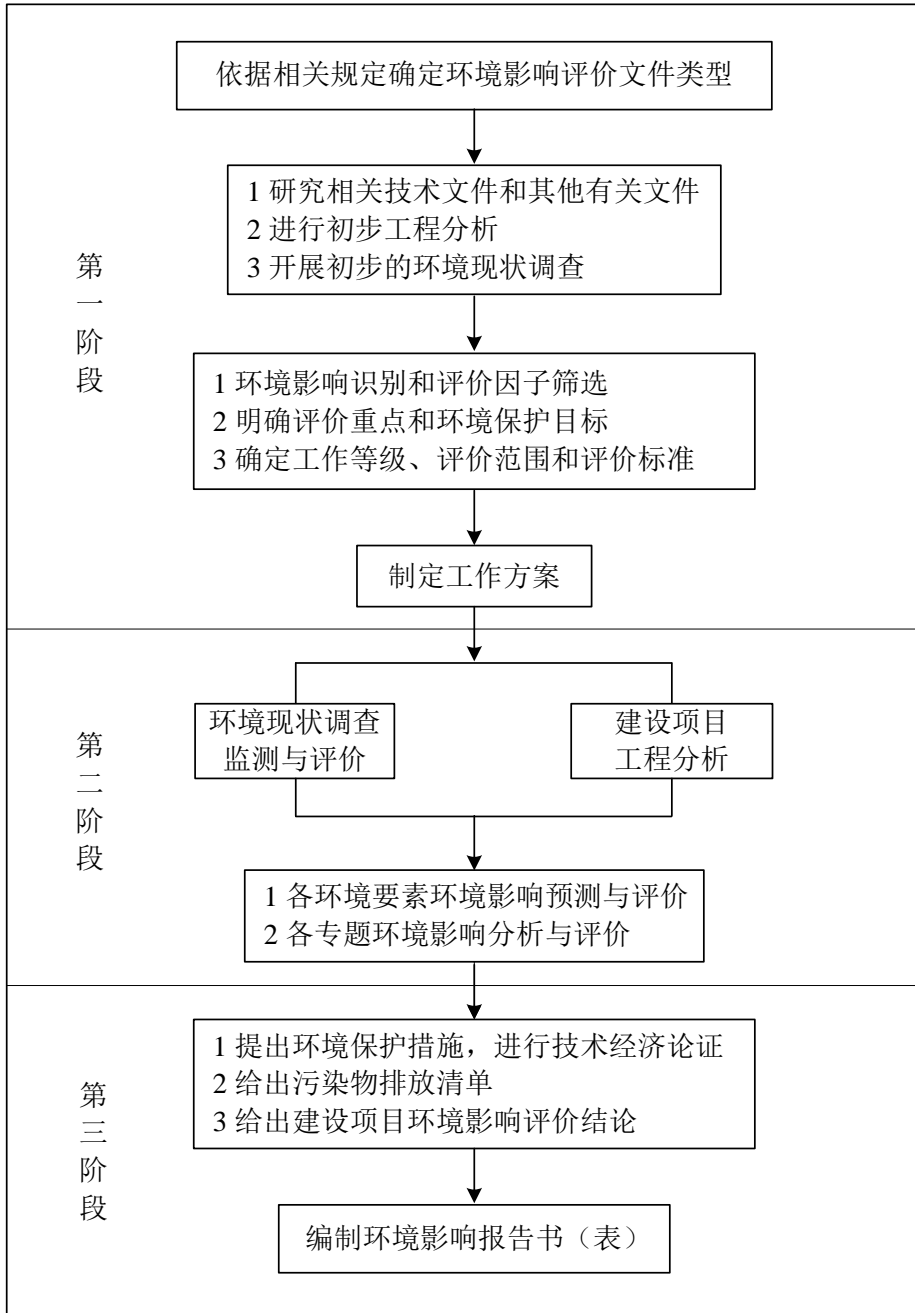 依据相关规定确定环境影响评价文件类型
1 研究相关技术文件和其他有关文件
2 进行初步工程分析
3 开展初步的环境现状调查
第一阶段
1 环境影响识别和评价因子筛选
2 明确评价重点和环境保护目标
3 确定工作等级、评价范围和评价标准
制定工作方案
第二阶段
环境现状调查
监测与评价
建设项目
工程分析
1 各环境要素环境影响预测与评价
2 各专题环境影响分析与评价
第三阶段
1 提出环境保护措施，进行技术经济论证
2 给出污染物排放清单
3 给出建设项目环境影响评价结论
编制环境影响报告书（表）